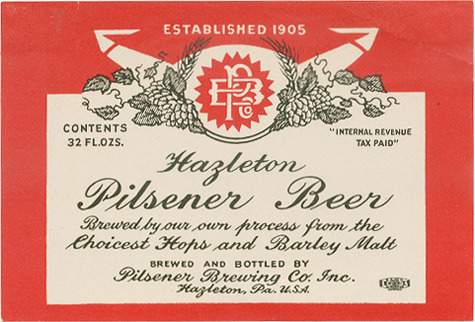 ESTABLISHED 1905
PBCo
CONTENTS
32 FL.OZS.
"INTERNAL REVENUE
TAX PAID"
Hazleton
Pilsener Beer
Brewed by our own process from the
Choicest Hops and Barley Malt
BREWED AND BOTTLED BY
Pilsener Brewing Co. Inc.
Hazleton, Pa. U.S.A.